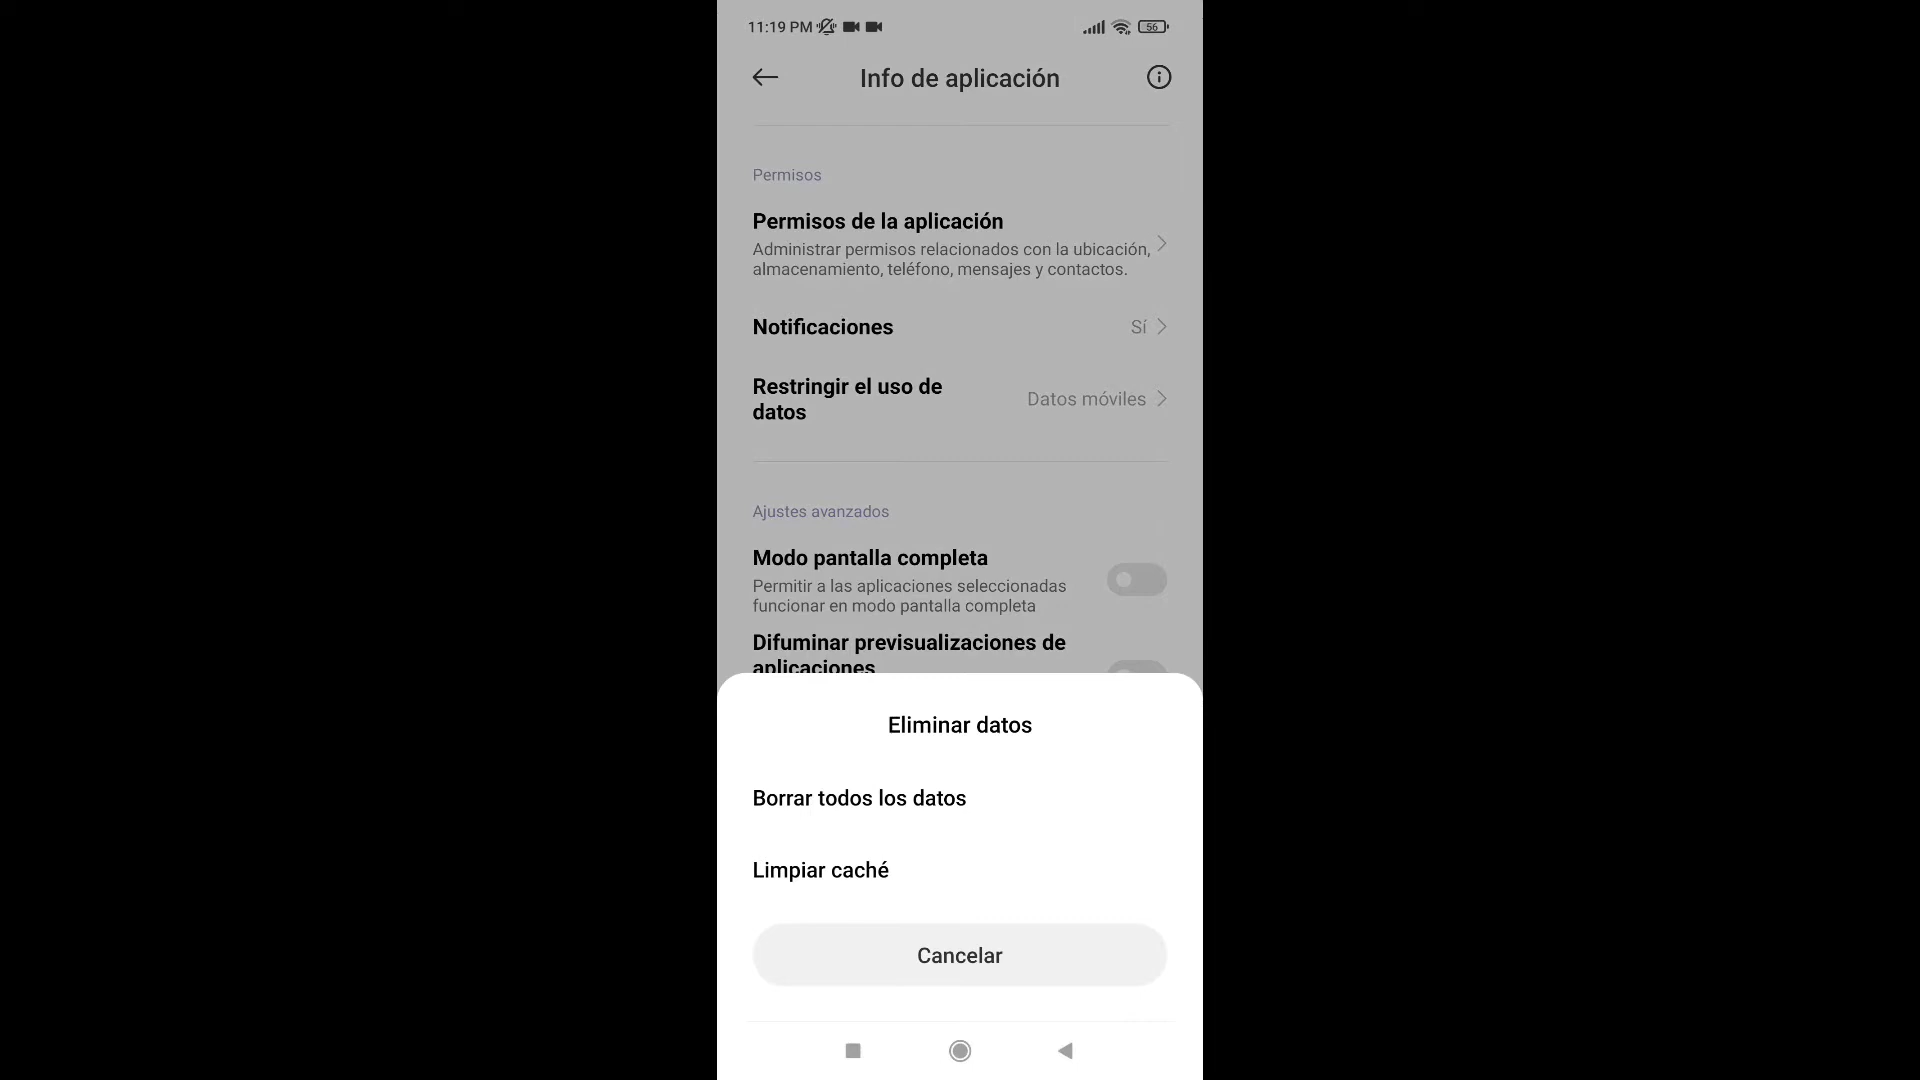 11:19 PM
56
Info de aplicación
Permisos
Permisos de la aplicación
Administrar permisos relacionados con la ubicación,
almacenamiento, teléfono, mensajes y contactos.
Notificaciones
Sí
Restringir el uso de
datos
Datos móviles
Ajustes avanzados
Modo pantalla completa
Permitir a las aplicaciones seleccionadas
funcionar en modo pantalla completa
Difuminar previsualizaciones de
aplicaciones
Eliminar datos
Borrar todos los datos
Limpiar caché
Cancelar